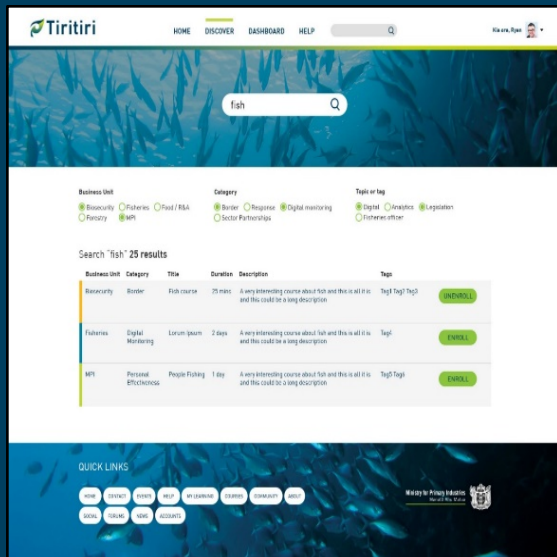 Tiritiri
HOME DISCOVER DASHBOARD HELP
Kia ora, Ryan
fish
Business Unit Category Topic or tag
Biosecurity Fisheries Food / R&A Border Response Digital monitoring Digital Analytics Legislation
Forestry MPI Sector Partnerships Fisheries officer
Search "fish" 25 results
Business Unit Category Title Duration Description Tags
Biosecurity Border Fish course 25 mins A very interesting course about fish and this is all it is Tag1 Tag2 Tag3 UNENROLL
and this could be a long description
Fisheries Digital Lorum Ipsum 2 days A very interesting course about fish and this is all it is Tag4 ENROLL
Monitoring and this could be a long description
MPI Personal People Fishing 1 day A very interesting course about fish and this is all it is Tag5 Tag6 ENROLL
Effectiveness and this could be a long description
QUICK LINKS
HOME CONTACT EVENTS HELP MY LEARNING COURSES COMMUNITY ABOUT
SOCIAL FORUMS NEWS ACCOUNTS
Ministry for Primary Industries
Manatū Ahu Matua